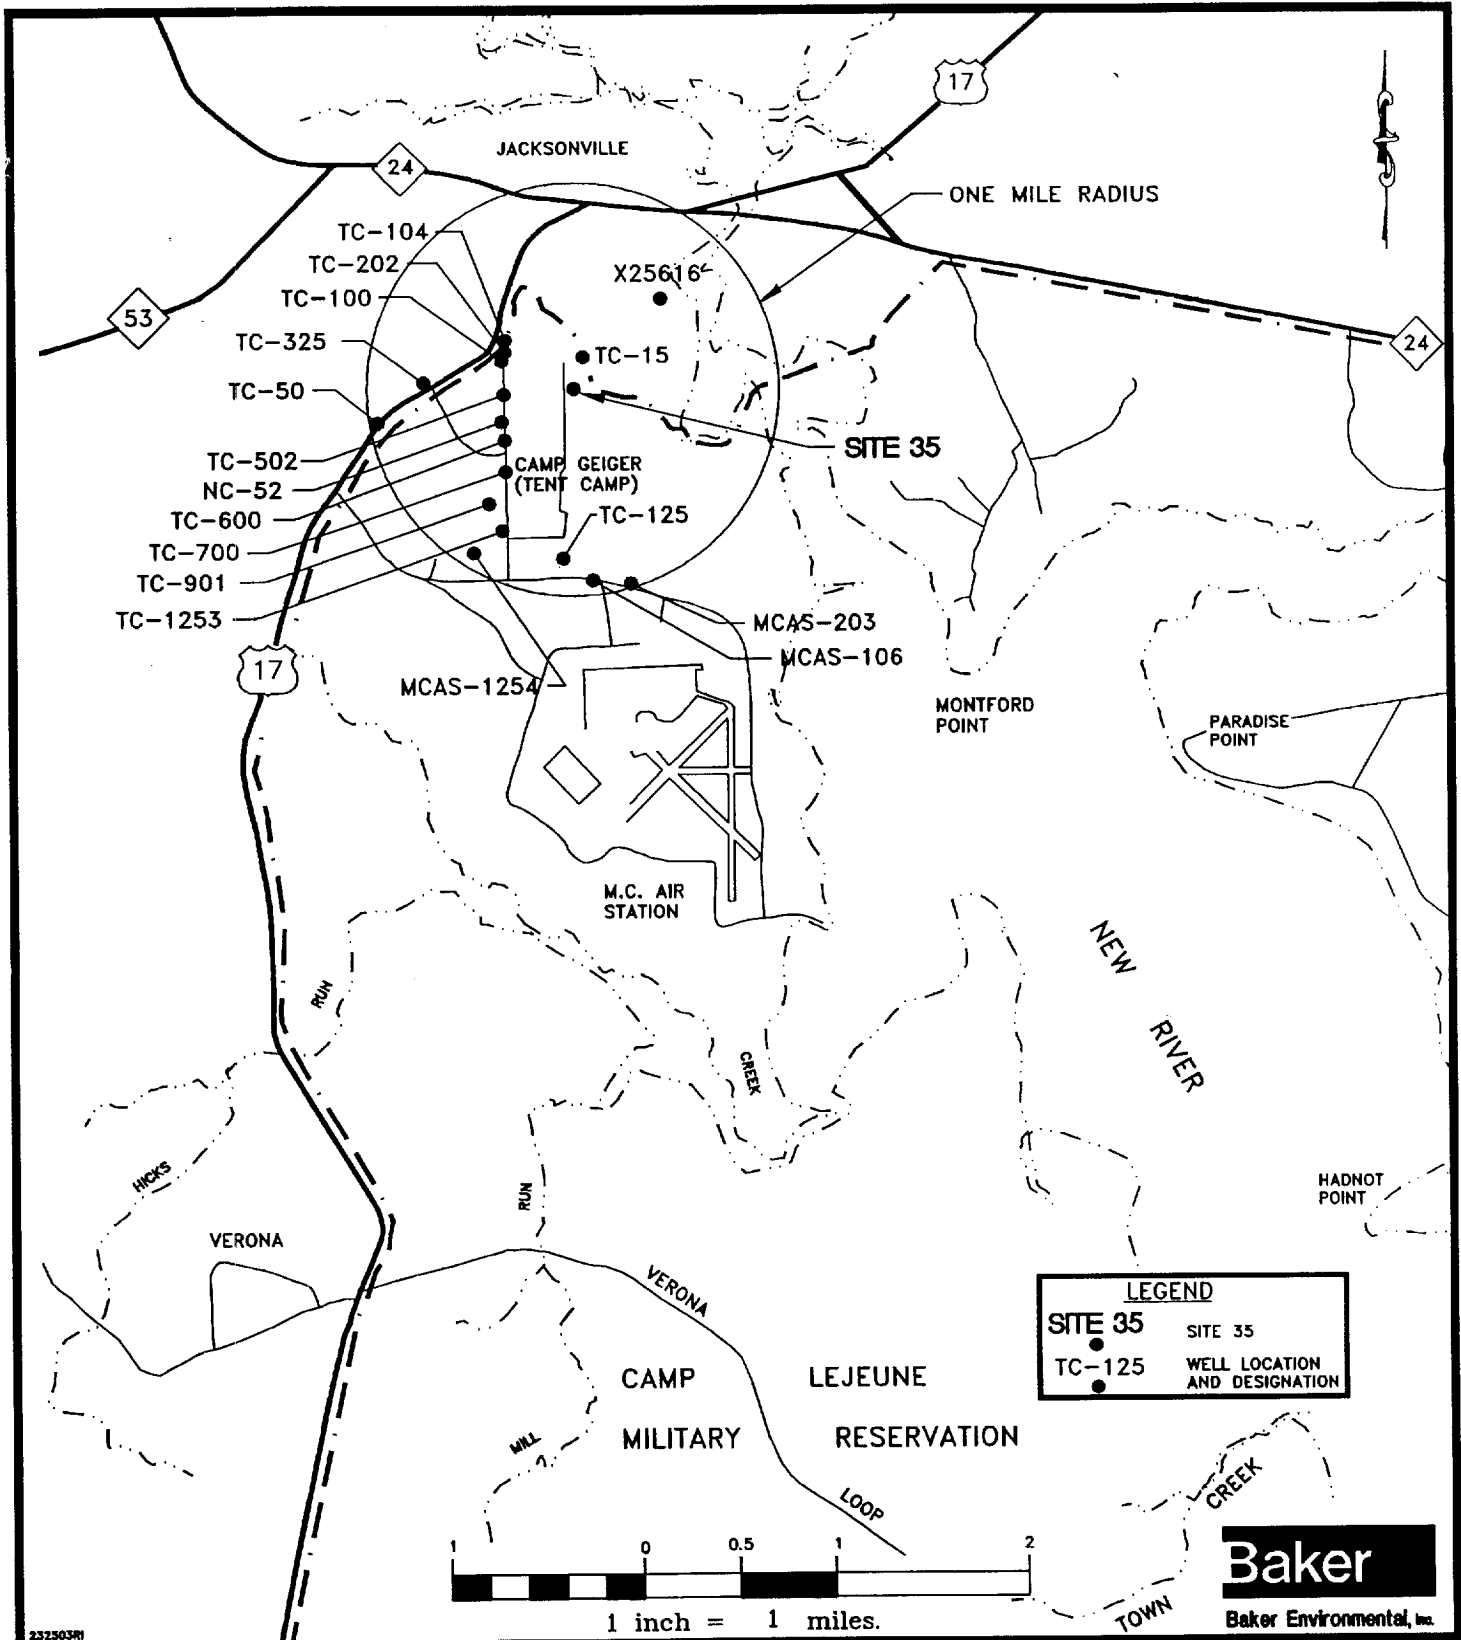 17
JACKSONVILLE
24
ONE MILE RADIUS
TC-104
TC-202
X25616
TC-100
53
TC-325
24
TC-15
TC-50
SITE 35
TC-502
CAMP GEIGER
(TENT CAMP)
NC-52
TC-600
TC-125
TC-700
TC-901
TC-1253
MCAS-203
MCAS-106
17
MCAS-1254
MONTFORD
POINT
PARADISE
POINT
M.C. AIR
STATION
NEW
RIVER
RUN
CREEK
HICKS
RUN
HADNOT
POINT
VERONA
VERONA
LEGEND
SITE 35
SITE 35
TC-125
WELL LOCATION
AND DESIGNATION
CAMP LEJEUNE
MILITARY RESERVATION
MILL
LOOP
CREEK
TOWN
1 0 0.5 1 2
1 inch = 1 miles.
Baker
Baker Environmental, Inc.
232503RI